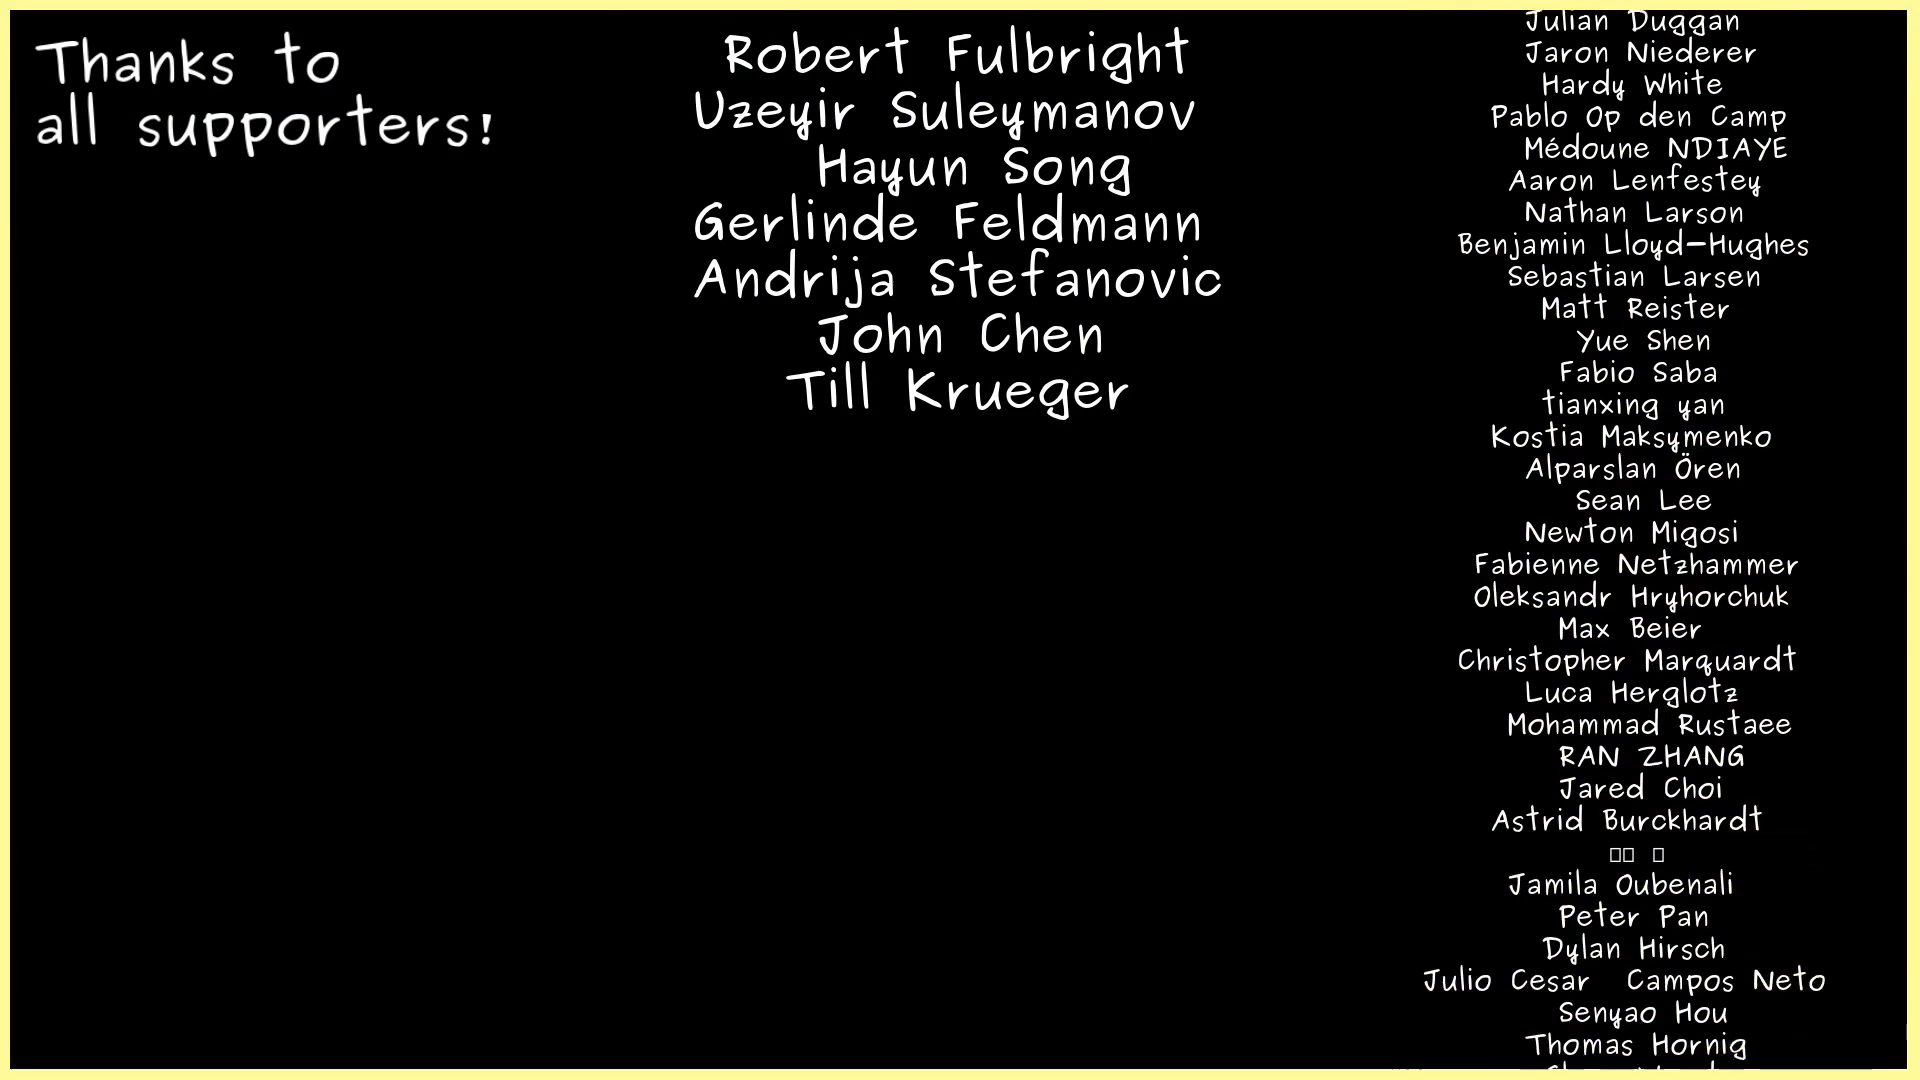 Thanks to
all supporters!
Robert Fulbright
Uzeyir Suleymanov
Hayun Song
Gerlinde Feldmann
Andrija Stefanovic
John Chen
Till Krueger
Julian Duggan
Jaron Niederer
Hardy White
Pablo Op den Camp
Médoune NDIAYE
Aaron Lenfestey
Nathan Larson
Benjamin Lloyd-Hughes
Sebastian Larsen
Matt Reister
Yue Shen
Fabio Saba
tianxing yan
Kostia Maksymenko
Alparslan Ören
Sean Lee
Newton Migosi
Fabienne Netzhammer
Oleksandr Hryhorchuk
Max Beier
Christopher Marquardt
Luca Herglotz
Mohammad Rustaee
RAN ZHANG
Jared Choi
Astrid Burckhardt
Jamila Oubenali
Peter Pan
Dylan Hirsch
Julio Cesar  Campos Neto
Senyao Hou
Thomas Hornig